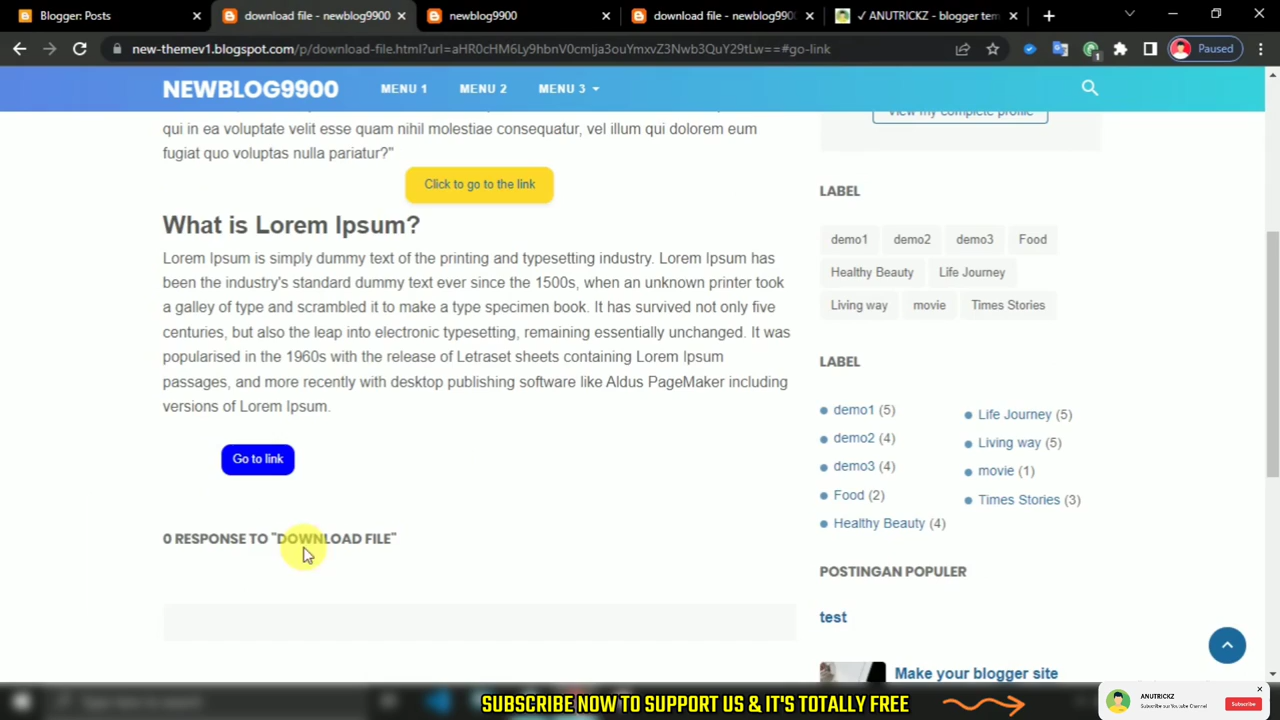 Blogger: Posts
download file - newblog9900
newblog9900
download file - newblog9900
✓ ANUTRICKZ - blogger tem
new-themev1.blogspot.com/p/download-file.html?url=aHR0cHM6Ly9hbnV0cmlja3ouYmxvZ3Nwb3QuY29tLw==#go-link
Paused
NEWBLOG9900
MENU 1
MENU 2
MENU 3
qui in ea voluptate velit esse quam nihil molestiae consequatur, vel illum qui dolorem eum
fugiat quo voluptas nulla pariatur?"
Click to go to the link
What is Lorem Ipsum?
Lorem Ipsum is simply dummy text of the printing and typesetting industry. Lorem Ipsum has
been the industry's standard dummy text ever since the 1500s, when an unknown printer took
a galley of type and scrambled it to make a type specimen book. It has survived not only five
centuries, but also the leap into electronic typesetting, remaining essentially unchanged. It was
popularised in the 1960s with the release of Letraset sheets containing Lorem Ipsum
passages, and more recently with desktop publishing software like Aldus PageMaker including
versions of Lorem Ipsum.
Go to link
0 RESPONSE TO "DOWNLOAD FILE"
View my complete profile
LABEL
demo1 demo2 demo3 Food
Healthy Beauty Life Journey
Living way movie Times Stories
LABEL
demo1 (5)
demo2 (4)
demo3 (4)
Food (2)
Healthy Beauty (4)
Life Journey (5)
Living way (5)
movie (1)
Times Stories (3)
POSTINGAN POPULER
test
Make your blogger site
SUBSCRIBE NOW TO SUPPORT US & IT'S TOTALLY FREE
ANUTRICKZ
Subscribe our Youtube Channel
Subscribe